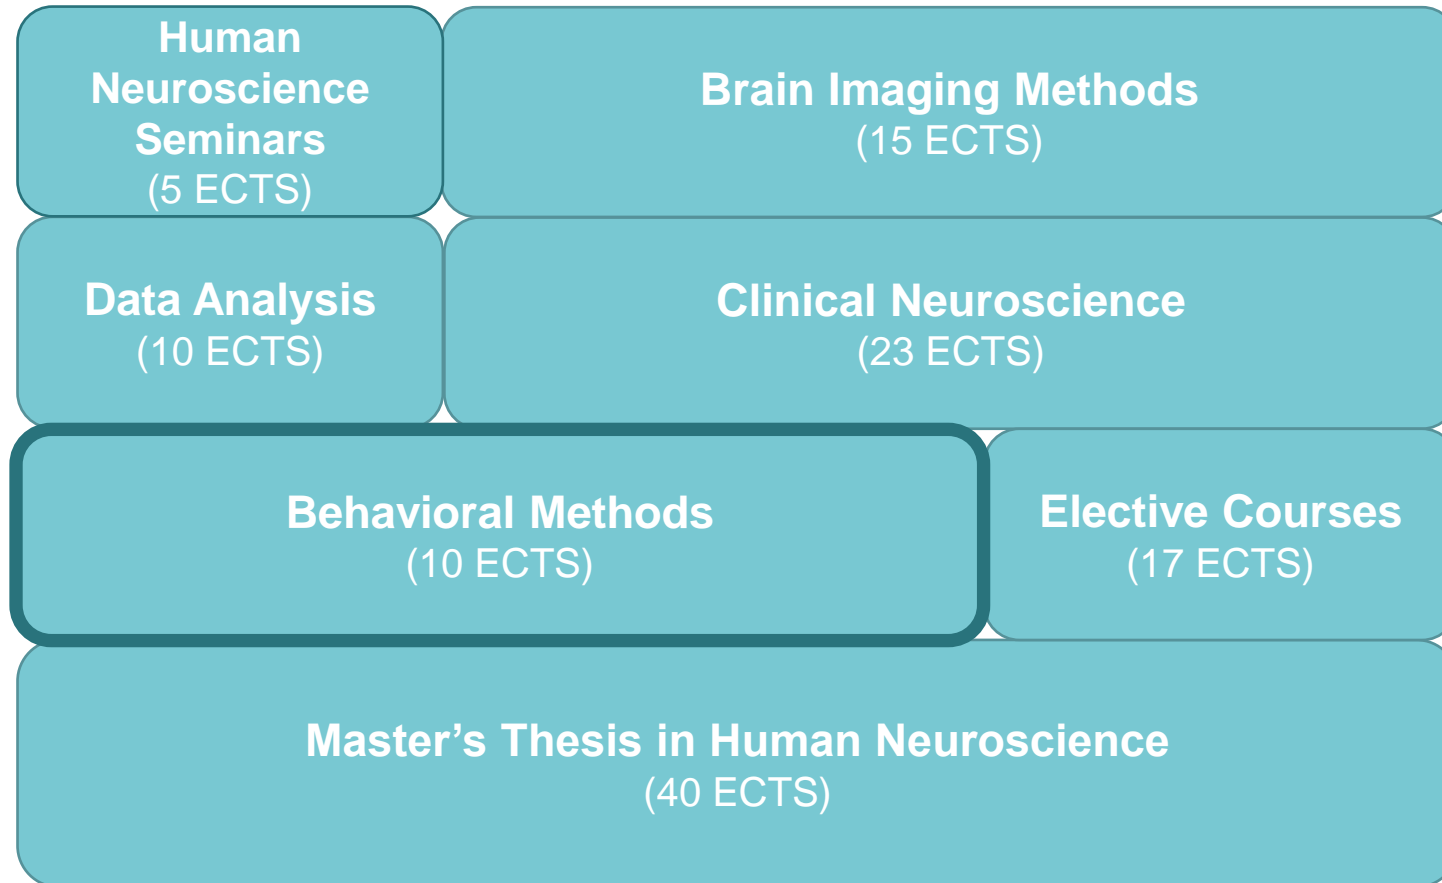 Human
Neuroscience
Seminars
(5 ECTS)
Brain Imaging Methods
(15 ECTS)
Data Analysis
(10 ECTS)
Clinical Neuroscience
(23 ECTS)
Behavioral Methods
(10 ECTS)
Elective Courses
(17 ECTS)
Master’s Thesis in Human Neuroscience
(40 ECTS)